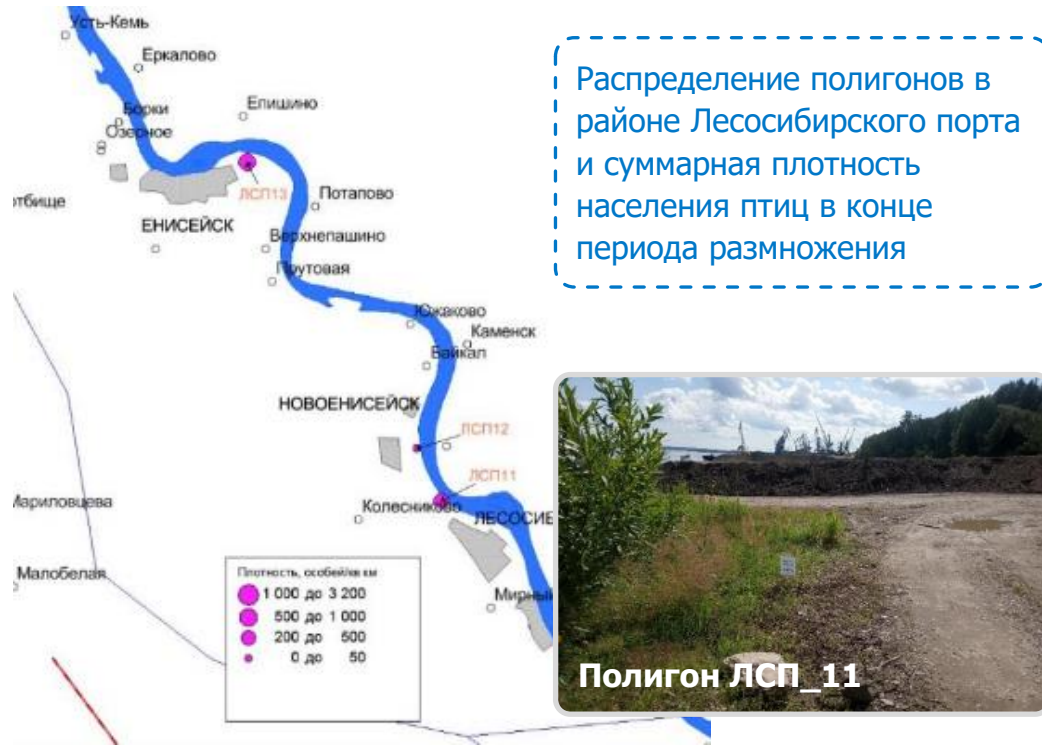 Усть-Кемь
Еркалово
Борки
Епишино
Озерное
отбище
ЛСП13
Потапово
ЕНИСЕЙСК
Верхнепашино
Прутовая
Южаково
Каменск
Байкал
НОВОЕНИСЕЙСК
ЛСП12
ЛСП11
Мариловцева
Колесниково
ЛЕСОСИБ
Малобелая
Мирный
Плотность, особей/кв км
1 000 до 3 200
500 до 1 000
200 до 500
0 до 50
Распределение полигонов в
районе Лесосибирского порта
и суммарная плотность
населения птиц в конце
периода размножения
Полигон ЛСП_11